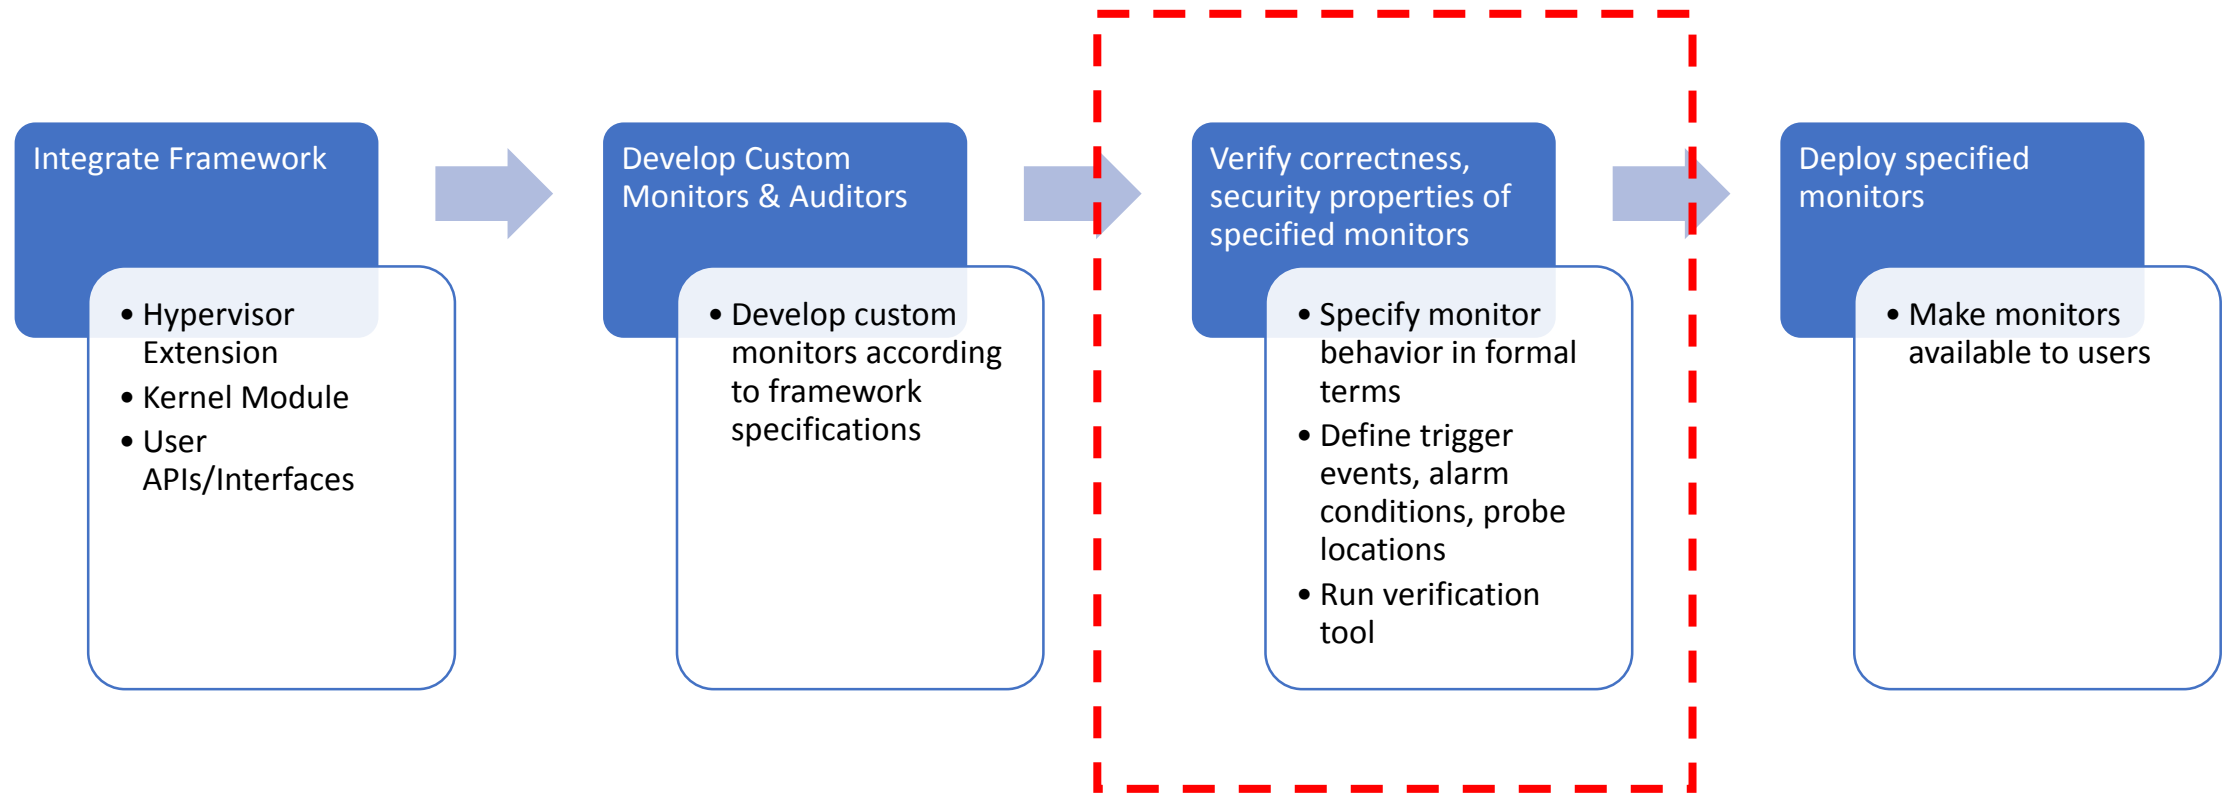 Integrate Framework
• Hypervisor
Extension
• Kernel Module
• User
APIs/Interfaces
Develop Custom
Monitors & Auditors
• Develop custom
monitors according
to framework
specifications
Verify correctness,
security properties of
specified monitors
• Specify monitor
behavior in formal
terms
• Define trigger
events, alarm
conditions, probe
locations
• Run verification
tool
Deploy specified
monitors
• Make monitors
available to users